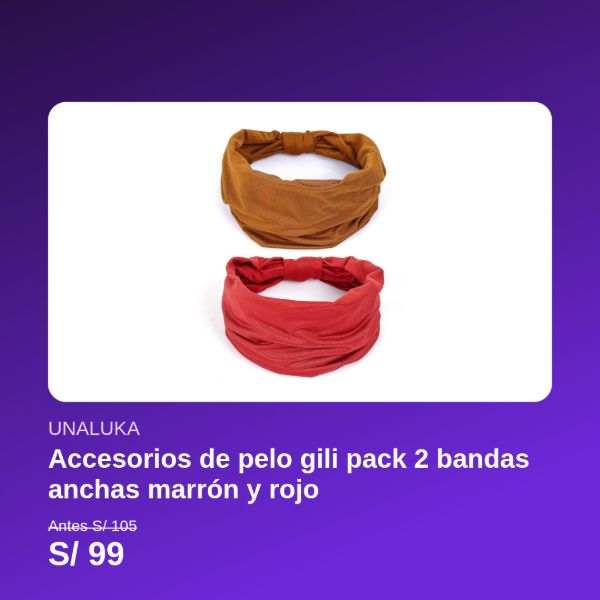 UNALUKA
Accesorios de pelo gili pack 2 bandas
anchas marrón y rojo
Antes S/ 105
S/ 99